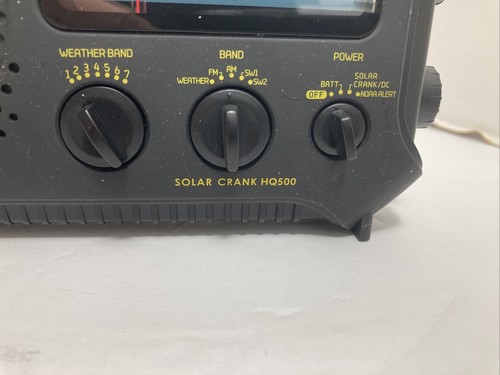 WEATHER BAND
1 2 3 4 5 6 7
BAND
WEATHER FM AM SW1 SW2
POWER
OFF BATT SOLAR CRANK/DC NOAA ALERT
SOLAR CRANK HQ500